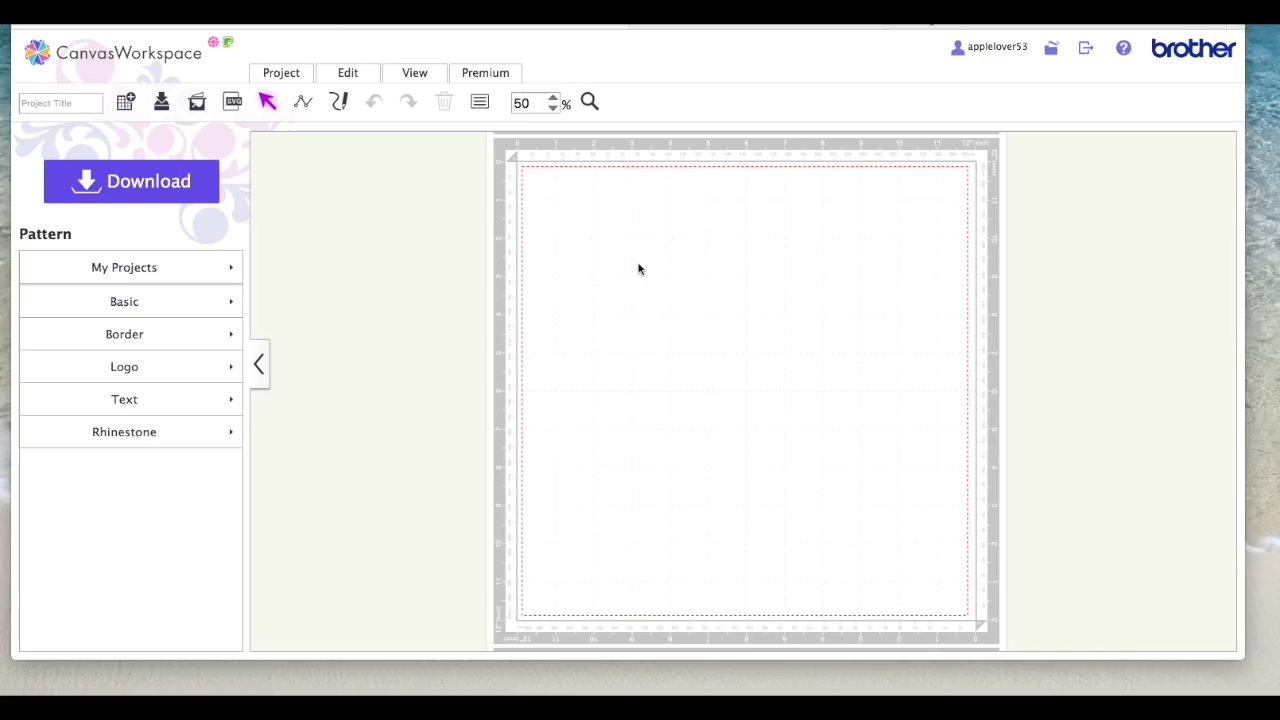 CanvasWorkspace
applelover53
brother
Project
Edit
View
Premium
Project Title
SVG
50
%
Download
Pattern
My Projects
Basic
Border
Logo
Text
Rhinestone